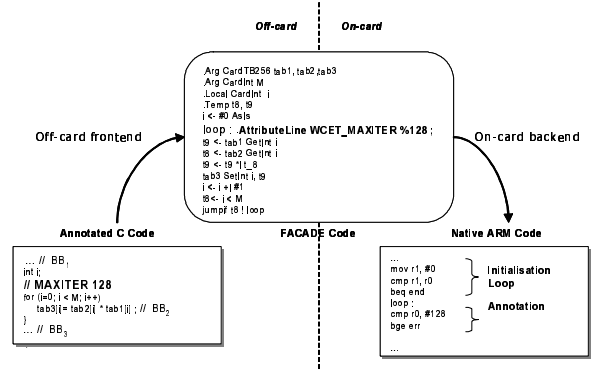 Off-card On-card
.Arg CardTB256 tab1, tab2,tab3
.Arg CardInt M
.Local CardInt i
.Temp t8, t9
i <- #0 As|s
loop : .AttributeLine WCET_MAXITER %128 ;
t9 <- tab1 GetInt i
t8 <- tab2 GetInt i
t9 <- t9 *| t_8
tab3 SetInt i, t9
i <- i +| #1
t8 <- i < M
jumpif t8 ! loop
Off-card frontend
On-card backend
Annotated C Code
FACADE Code
Native ARM Code
... // BB1
int i;
// MAXITER 128
for (i=0; i < M; i++)
tab3[i]= tab2[i] * tab1[i] ; // BB2
}
... // BB3
...
mov r1, #0
cmp r1, r0
beq end
loop :
cmp r0, #128
bge err
...
Initialisation
Loop
Annotation